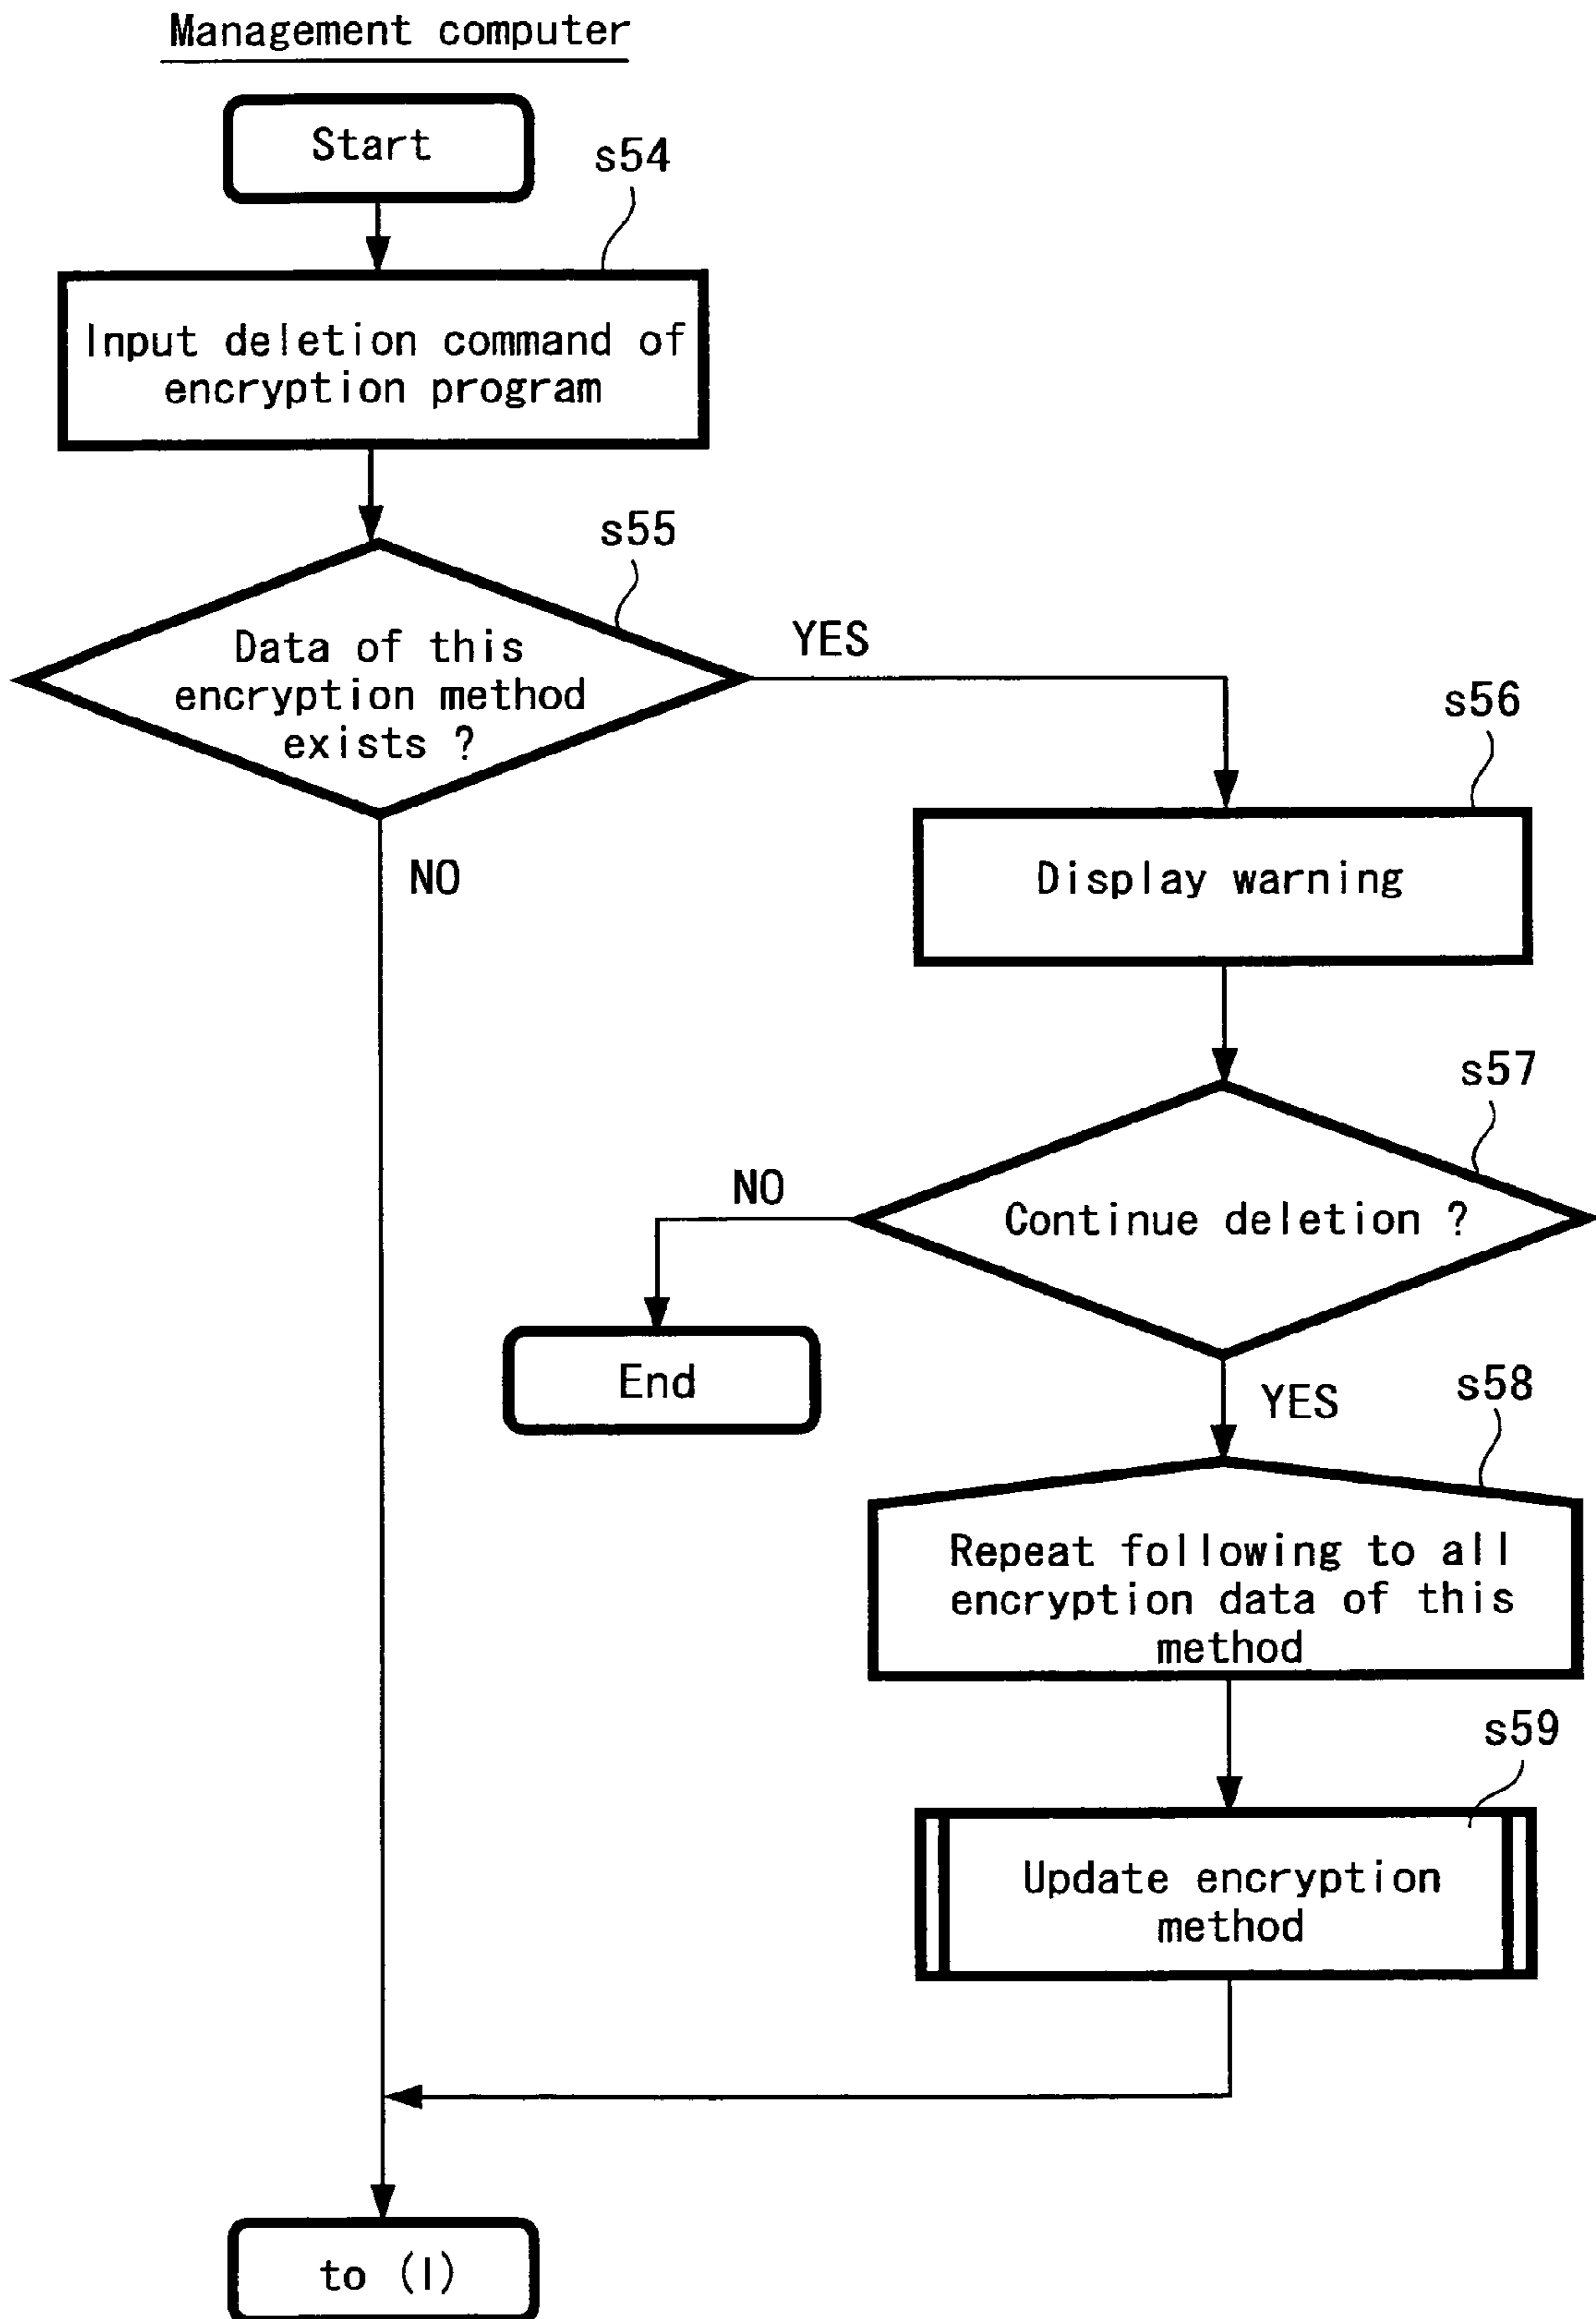 Management computer
Start
s54
Input deletion command of
encryption program
s55
Data of this
encryption method
exists ?
YES
NO
s56
Display warning
s57
Continue deletion ?
NO
End
YES
s58
Repeat following to all
encryption data of this
method
s59
Update encryption
method
to (I)